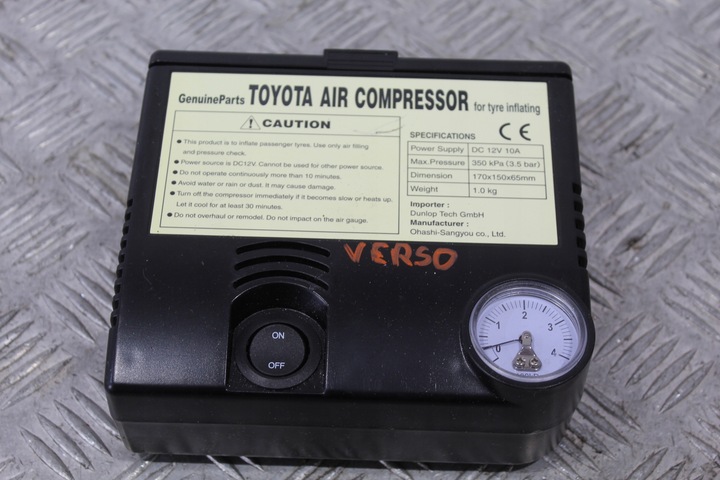 GenuineParts TOYOTA AIR COMPRESSOR for tyre inflating
CAUTION
● This product is to inflate passenger tyres. Use only air filling
and pressure check.
● Power source is DC12V. Cannot be used for other power source.
● Do not operate continuously more than 10 minutes.
● Avoid water or rain or dust. It may cause damage.
● Turn off the compressor immediately if it becomes slow or heats up.
Let it cool for at least 30 minutes.
● Do not overhaul or remodel. Do not impact on the air gauge.
SPECIFICATIONS CE
Power Supply DC 12V 10A
Max.Pressure 350 kPa (3.5 bar)
Dimension 170x150x65mm
Weight 1.0 kg
Importer :
Dunlop Tech GmbH
Manufacturer :
Ohashi-Sangyou co., Ltd.
VERSO
ON
OFF
0 1 2 3 4